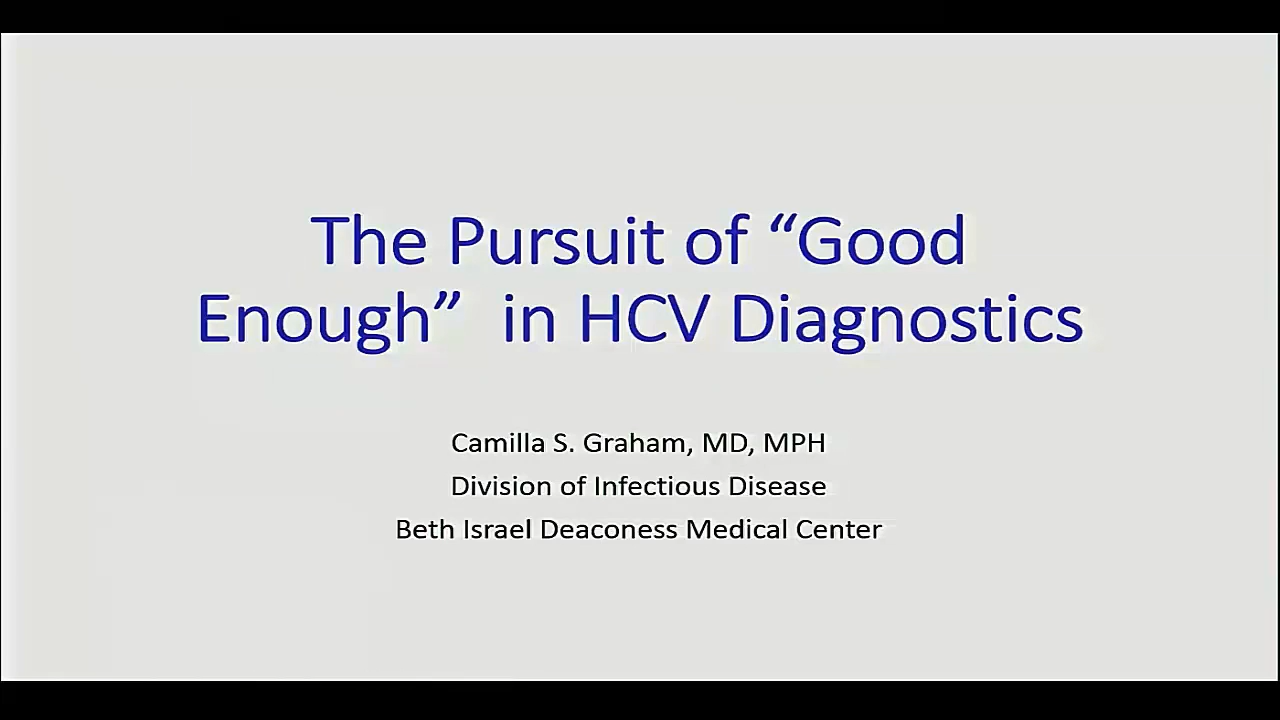 The Pursuit of “Good
Enough”  in HCV Diagnostics
Camilla S. Graham, MD, MPH
Division of Infectious Disease
Beth Israel Deaconess Medical Center